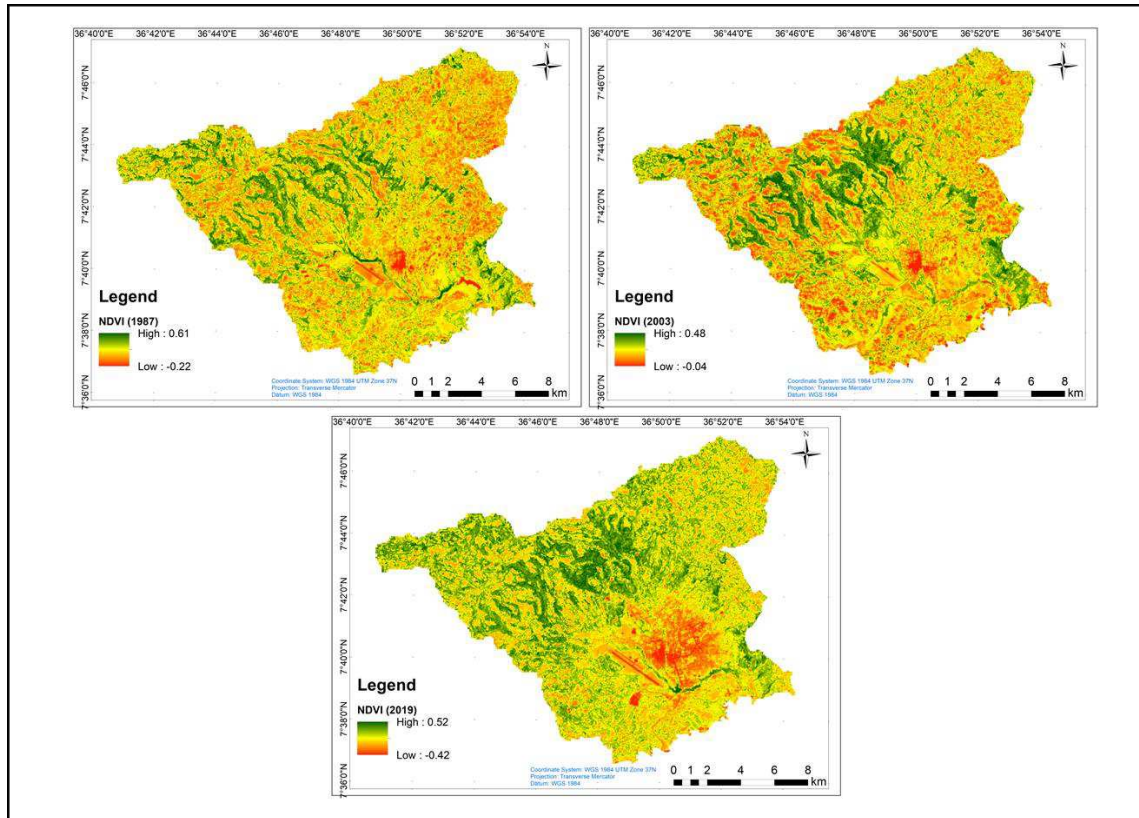 36°40'0"E 36°42'0"E 36°44'0"E 36°46'0"E 36°48'0"E 36°50'0"E 36°52'0"E 36°54'0"E
N
7°46'0"N
7°44'0"N
7°42'0"N
7°40'0"N
7°38'0"N
7°36'0"N
Legend
NDVI (1987)
High : 0.61
Low : -0.22
Coordinate System: WGS 1984 UTM Zone 37N
Projection: Transverse Mercator
Datum: WGS 1984
0 1 2 4 6 8
km
36°40'0"E 36°42'0"E 36°44'0"E 36°46'0"E 36°48'0"E 36°50'0"E 36°52'0"E 36°54'0"E
N
7°46'0"N
7°44'0"N
7°42'0"N
7°40'0"N
7°38'0"N
7°36'0"N
Legend
NDVI (2003)
High : 0.48
Low : -0.04
Coordinate System: WGS 1984 UTM Zone 37N
Projection: Transverse Mercator
Datum: WGS 1984
0 1 2 4 6 8
km
36°40'0"E 36°42'0"E 36°44'0"E 36°46'0"E 36°48'0"E 36°50'0"E 36°52'0"E 36°54'0"E
N
7°46'0"N
7°44'0"N
7°42'0"N
7°40'0"N
7°38'0"N
7°36'0"N
Legend
NDVI (2019)
High : 0.52
Low : -0.42
Coordinate System: WGS 1984 UTM Zone 37N
Projection: Transverse Mercator
Datum: WGS 1984
0 1 2 4 6 8
km